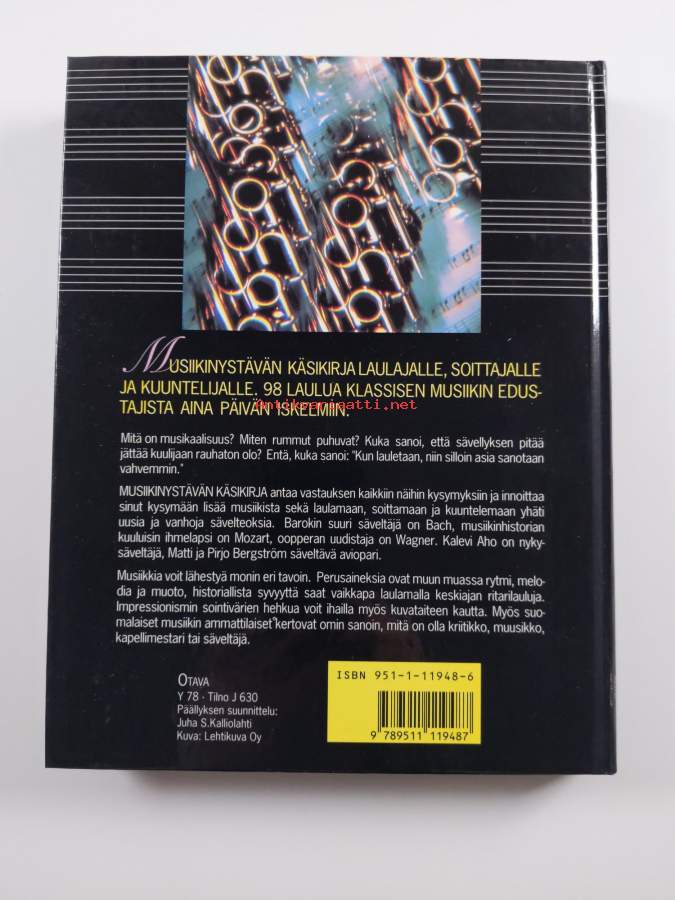 MUSIIKINYSTÄVÄN KÄSIKIRJA LAULAJALLE, SOITTAJALLE
JA KUUNTELIJALLE. 98 LAULUA KLASSISEN MUSIIKIN EDUS-
TAJISTA AINA PÄIVÄN ISKELMIIN.
Antikvariaatti.net
Mitä on musikaalisuus? Miten rummut puhuvat? Kuka sanoi, että sävellyksen pitää
jättää kuulijaan rauhaton olo? Entä, kuka sanoi: "Kun lauletaan, niin silloin asia sanotaan
vahvemmin."
MUSIIKINYSTÄVÄN KÄSIKIRJA antaa vastauksen kaikkiin näihin kysymyksiin ja innoittaa
sinut kysymään lisää musiikista sekä laulamaan, soittamaan ja kuuntelemaan yhäti
uusia ja vanhoja sävelteoksia. Barokin suuri säveltäjä on Bach, musiikinhistorian
kuuluisin ihmelapsi on Mozart, oopperan uudistaja on Wagner. Kalevi Aho on nyky-
säveltäjä, Matti ja Pirjo Bergström säveltävä aviopari.
Musiikkia voit lähestyä monin eri tavoin. Perusaineksia ovat muun muassa rytmi, melo-
dia ja muoto, historiallista syvyyttä saat vaikkapa laulamalla keskiajan ritarilauluja.
Impressionismin sointivärien hehkua voit ihailla myös kuvataiteen kautta. Myös suo-
malaiset musiikin ammattilaiset kertovat omin sanoin, mitä on olla kriitikko, muusikko,
kapellimestari tai säveltäjä.
OTAVA
Y 78 · Tilno J 630
Päällyksen suunnittelu:
Juha S.Kalliolahti
Kuva: Lehtikuva Oy
ISBN 951-1-11948-6
9 789511 119487